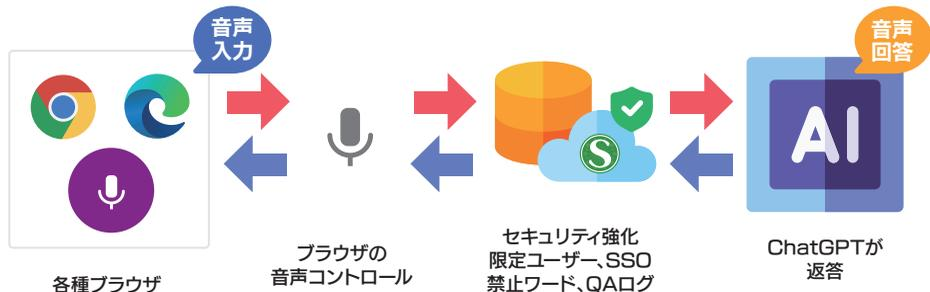 音声
入力
音声
回答
S
AI
各種ブラウザ
ブラウザの
音声コントロール
セキュリティ強化
限定ユーザー、SSO
禁止ワード、QAログ
ChatGPTが
返答